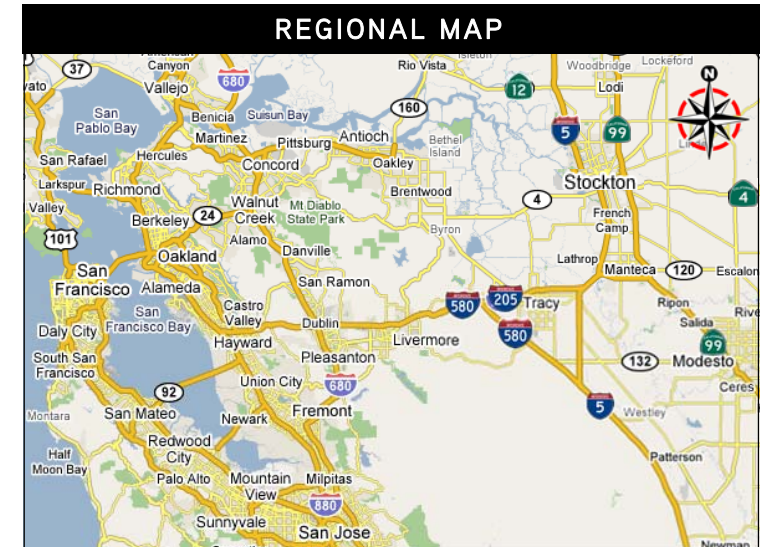 REGIONAL MAP
Canyon
Rio Vista
Woodbridge
Lockeford
37
680
12
Lodi
N
Vallejo
160
San
Pablo Bay
Benicia
Suisun Bay
5
99
Martinez
Pittsburg
Antioch
Bethel
Island
San Rafael
Hercules
Concord
Oakley
Larkspur
Richmond
Brentwood
Stockton
4
Valley
Walnut
Creek
Mt Diablo
State Park
4
Berkeley
24
French
Camp
101
Alamo
Danville
Byron
Oakland
Lathrop
San
Francisco
Alameda
San Ramon
Manteca
120
Escalon
580
205
Tracy
Ripon
San
Francisco Bay
Castro
Valley
Dublin
Salida
Daly City
Hayward
Livermore
580
99
South San
Francisco
Pleasanton
132
Modesto
92
Union City
680
Ceres
Montara
San Mateo
Newark
Fremont
5
Westley
Redwood
City
Half
Moon Bay
Patterson
Palo Alto
Mountain
View
Milpitas
880
Sunnyvale
San Jose
Newman